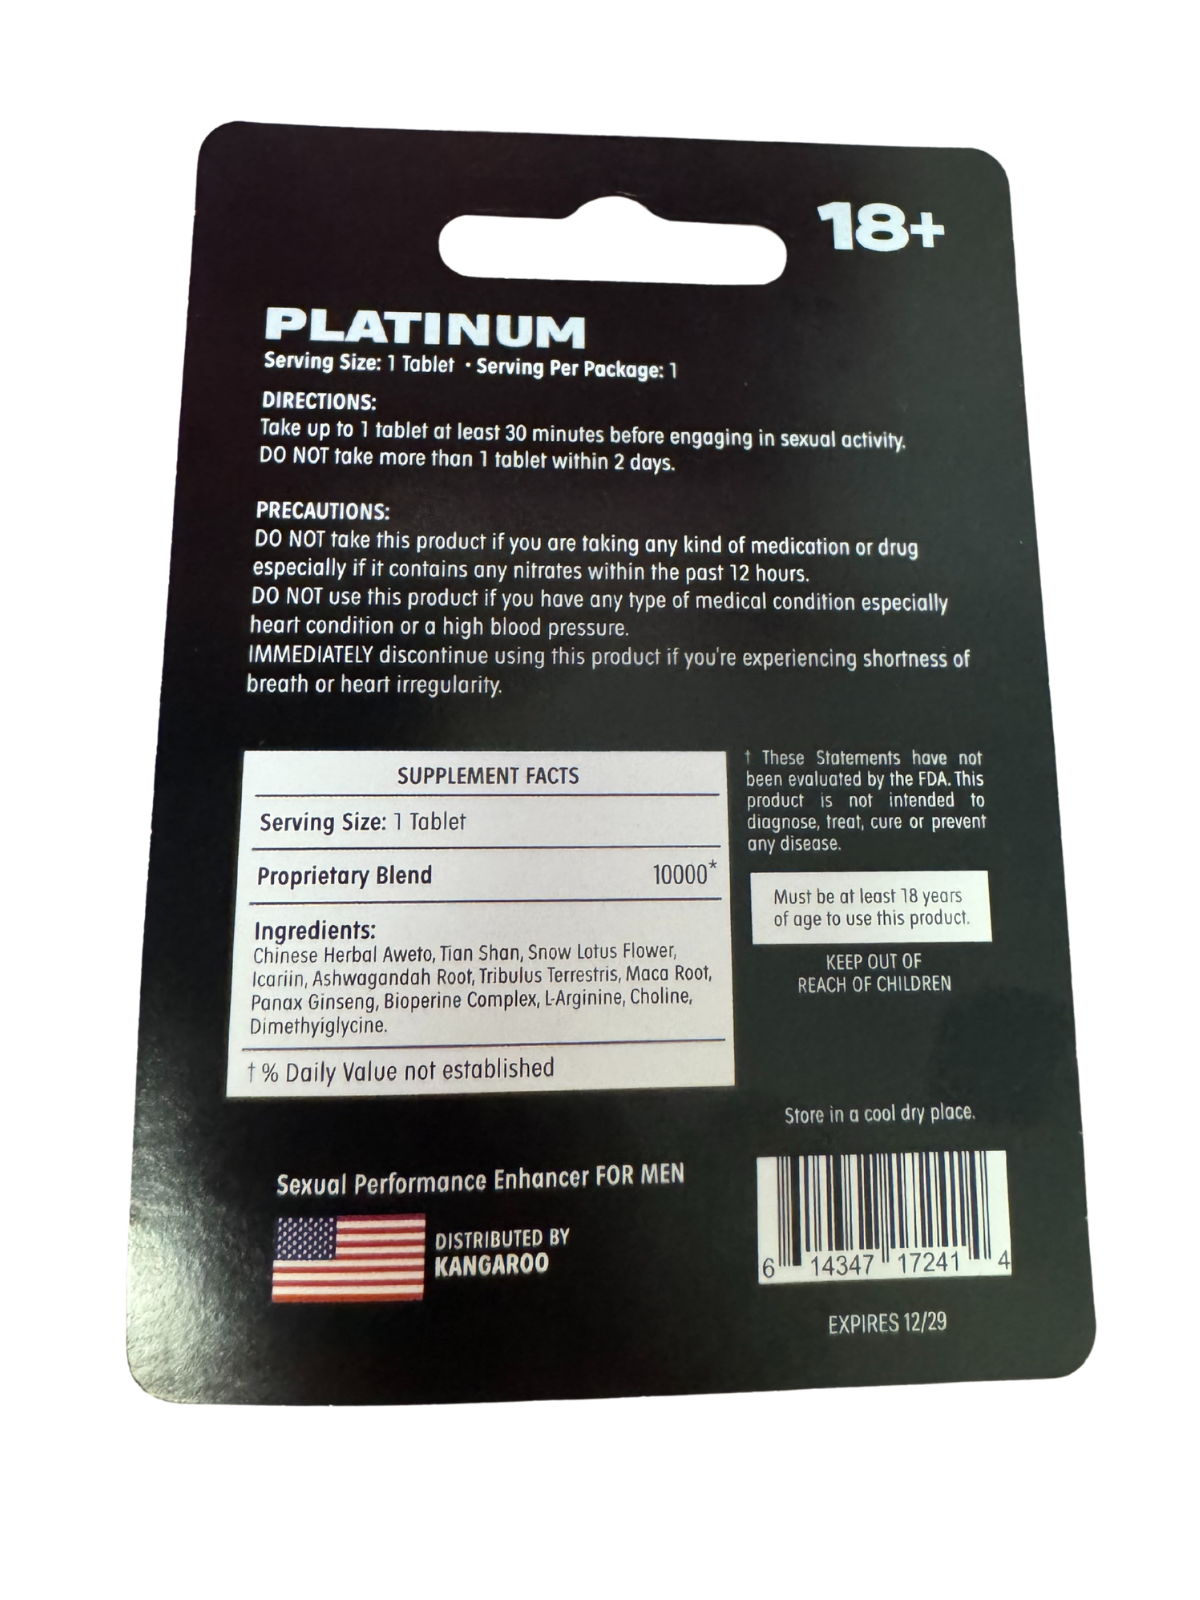 18+
PLATINUM
Serving Size: 1 Tablet · Serving Per Package: 1
DIRECTIONS:
Take up to 1 tablet at least 30 minutes before engaging in sexual activity.
DO NOT take more than 1 tablet within 2 days.
PRECAUTIONS:
DO NOT take this product if you are taking any kind of medication or drug
especially if it contains any nitrates within the past 12 hours.
DO NOT use this product if you have any type of medical condition especially
heart condition or a high blood pressure.
IMMEDIATELY discontinue using this product if you're experiencing shortness of
breath or heart irregularity.
SUPPLEMENT FACTS
Serving Size: 1 Tablet
Proprietary Blend 10000*
Ingredients:
Chinese Herbal Aweto, Tian Shan, Snow Lotus Flower,
Icariin, Ashwagandah Root, Tribulus Terrestris, Maca Root,
Panax Ginseng, Bioperine Complex, L-Arginine, Choline,
Dimethyiglycine.
† % Daily Value not established
† These Statements have not
been evaluated by the FDA. This
product is not intended to
diagnose, treat, cure or prevent
any disease.
Must be at least 18 years
of age to use this product.
KEEP OUT OF
REACH OF CHILDREN
Store in a cool dry place.
Sexual Performance Enhancer FOR MEN
DISTRIBUTED BY
KANGAROO
6 14347 17241 4
EXPIRES 12/29